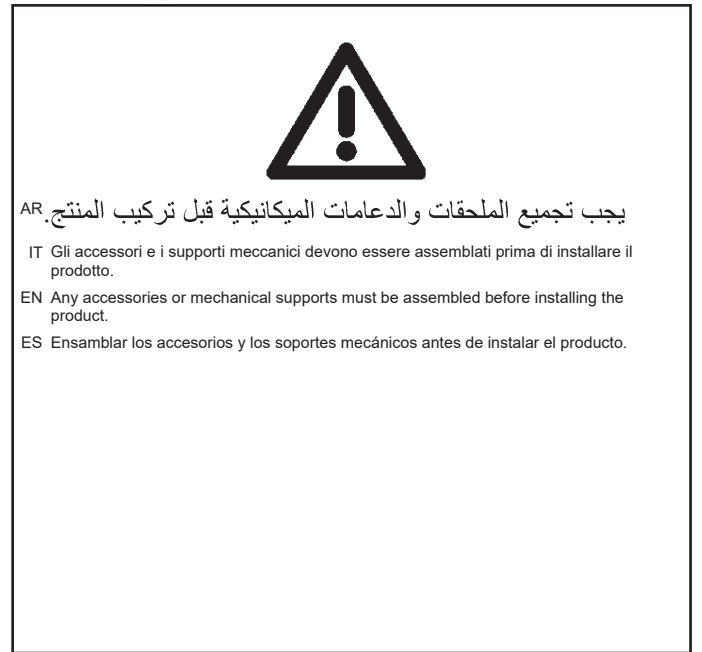 AR يجب تجميع الملحقات والدعامات الميكانيكية قبل تركيب المنتج.
IT Gli accessori e i supporti meccanici devono essere assemblati prima di installare il
prodotto.
EN Any accessories or mechanical supports must be assembled before installing the
product.
ES Ensamblar los accesorios y los soportes mecánicos antes de instalar el producto.